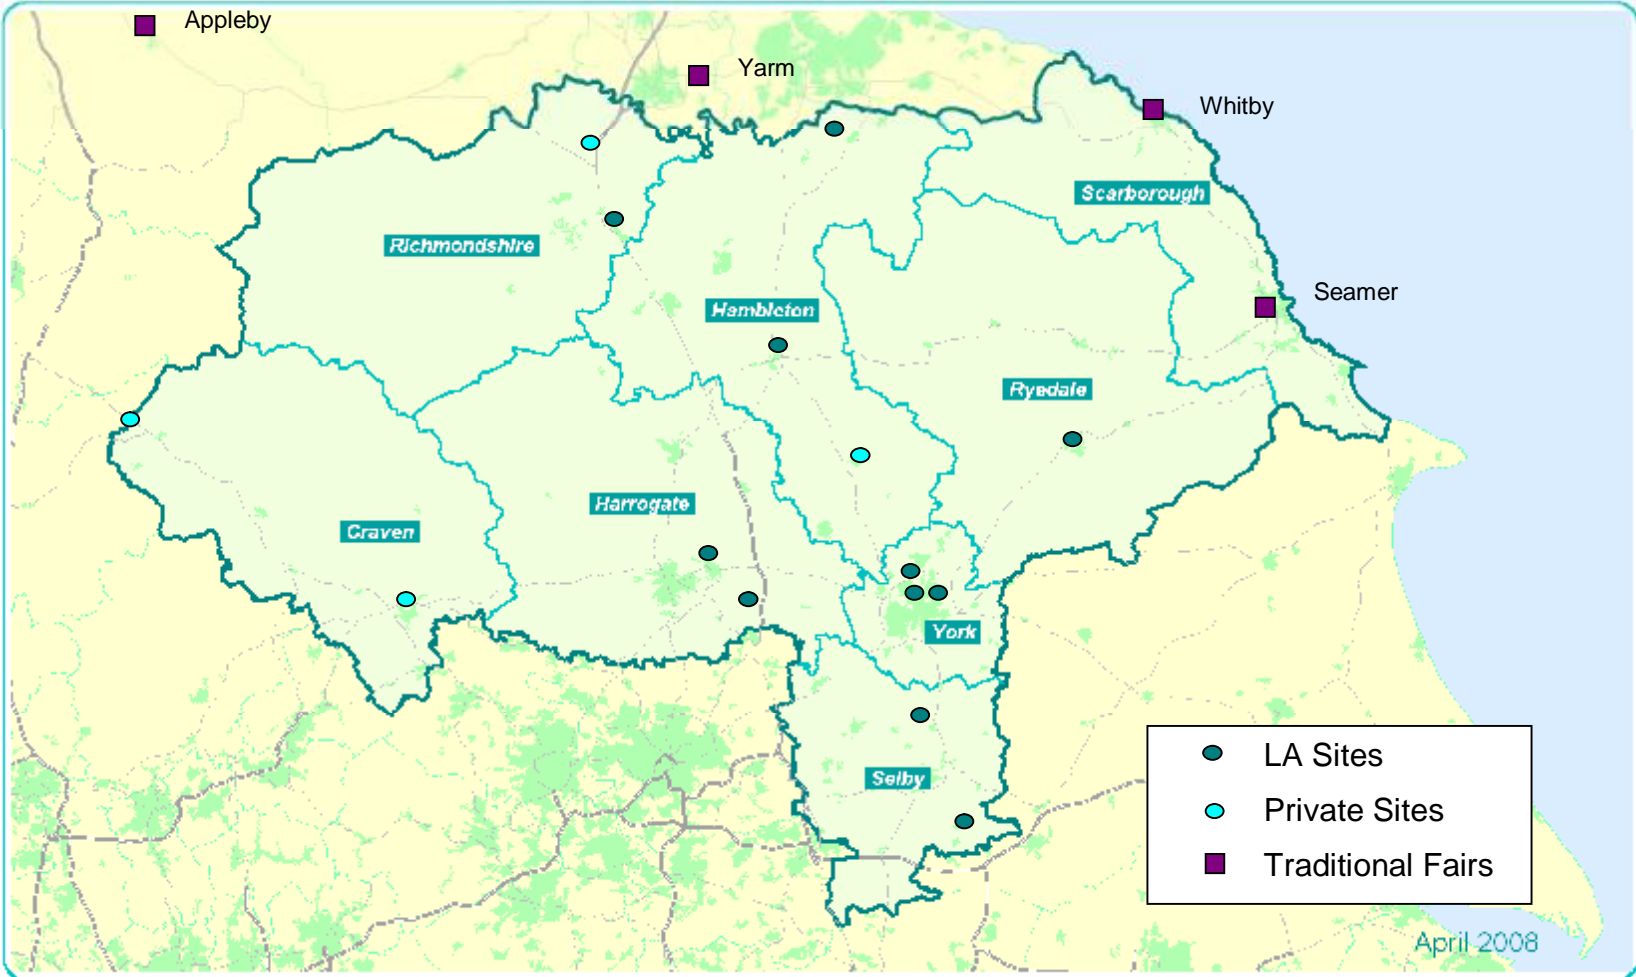 Appleby
Yarm
Whitby
Scarborough
Richmondshire
Seamer
Hambleton
Ryedale
Harrogate
Craven
York
LA Sites
Selby
Private Sites
Traditional Fairs
April 2008